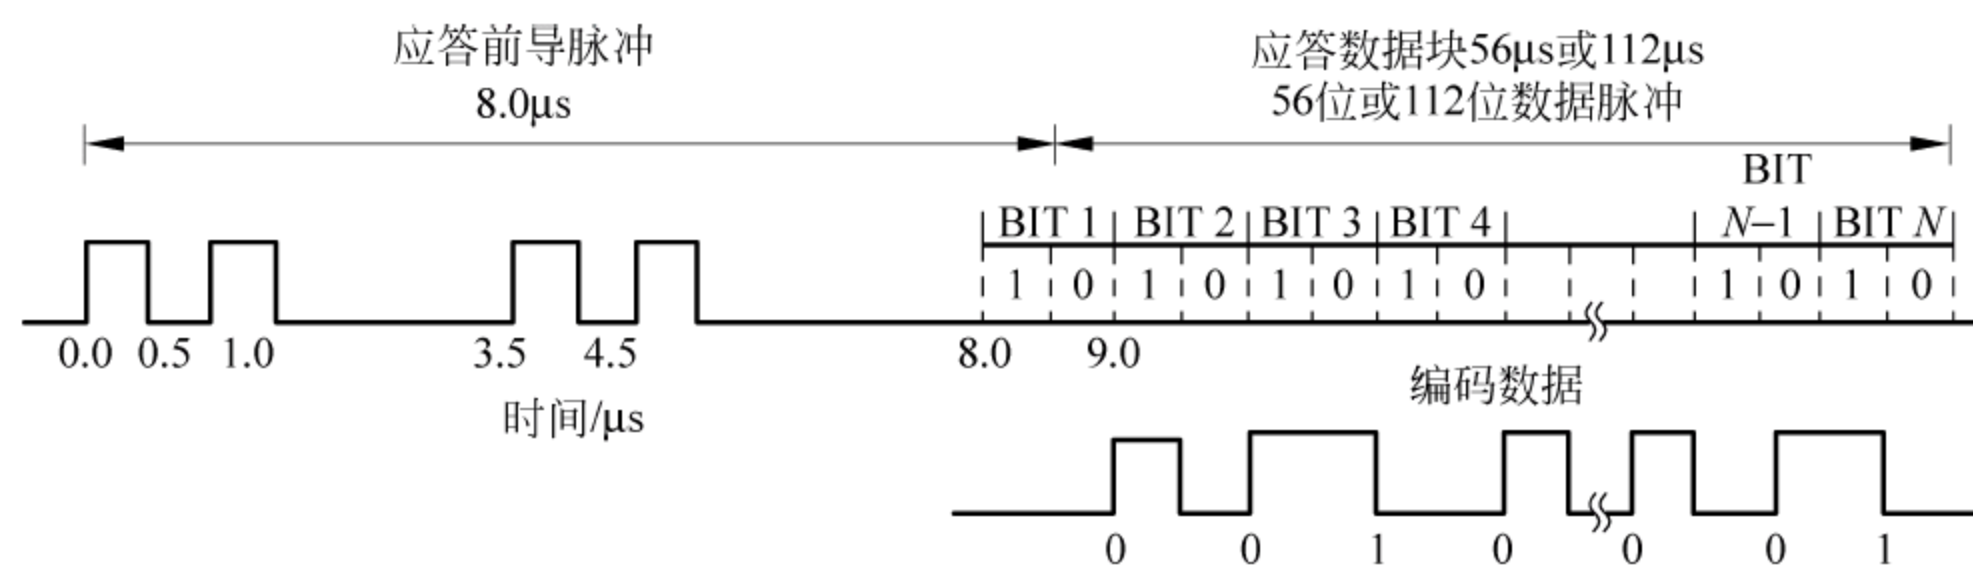 应答前导脉冲
8.0μs
应答数据块56μs或112μs
56位或112位数据脉冲
BIT
BIT 1 BIT 2 BIT 3 BIT 4 N–1 BIT N
1 0 1 0 1 0 1 0 1 0 1 0
0.0 0.5 1.0 3.5 4.5 8.0 9.0
时间/μs
编码数据
0 0 1 0 0 0 1